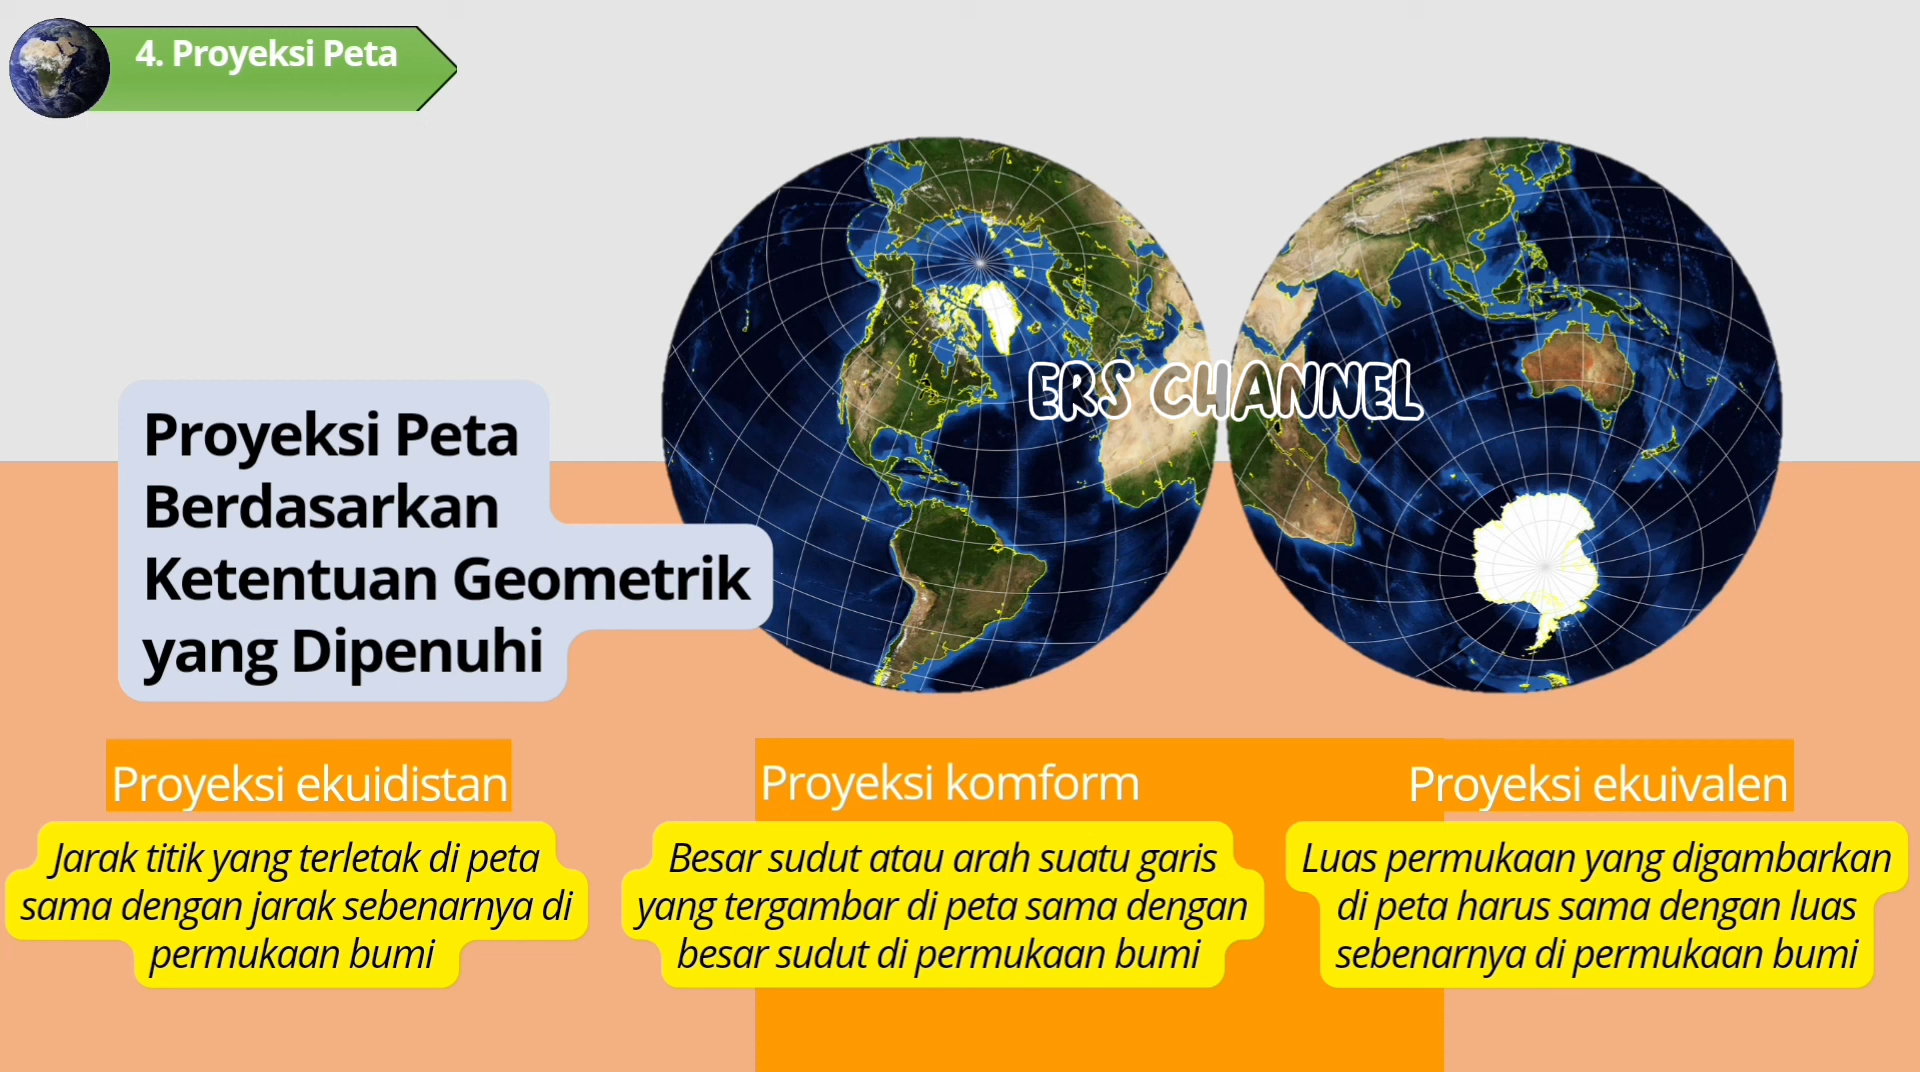 4. Proyeksi Peta
ERS CHANNEL
Proyeksi Peta
Berdasarkan
Ketentuan Geometrik
yang Dipenuhi
Proyeksi ekuidistan
Jarak titik yang terletak di peta
sama dengan jarak sebenarnya di
permukaan bumi
Proyeksi komform
Besar sudut atau arah suatu garis
yang tergambar di peta sama dengan
besar sudut di permukaan bumi
Proyeksi ekuivalen
Luas permukaan yang digambarkan
di peta harus sama dengan luas
sebenarnya di permukaan bumi